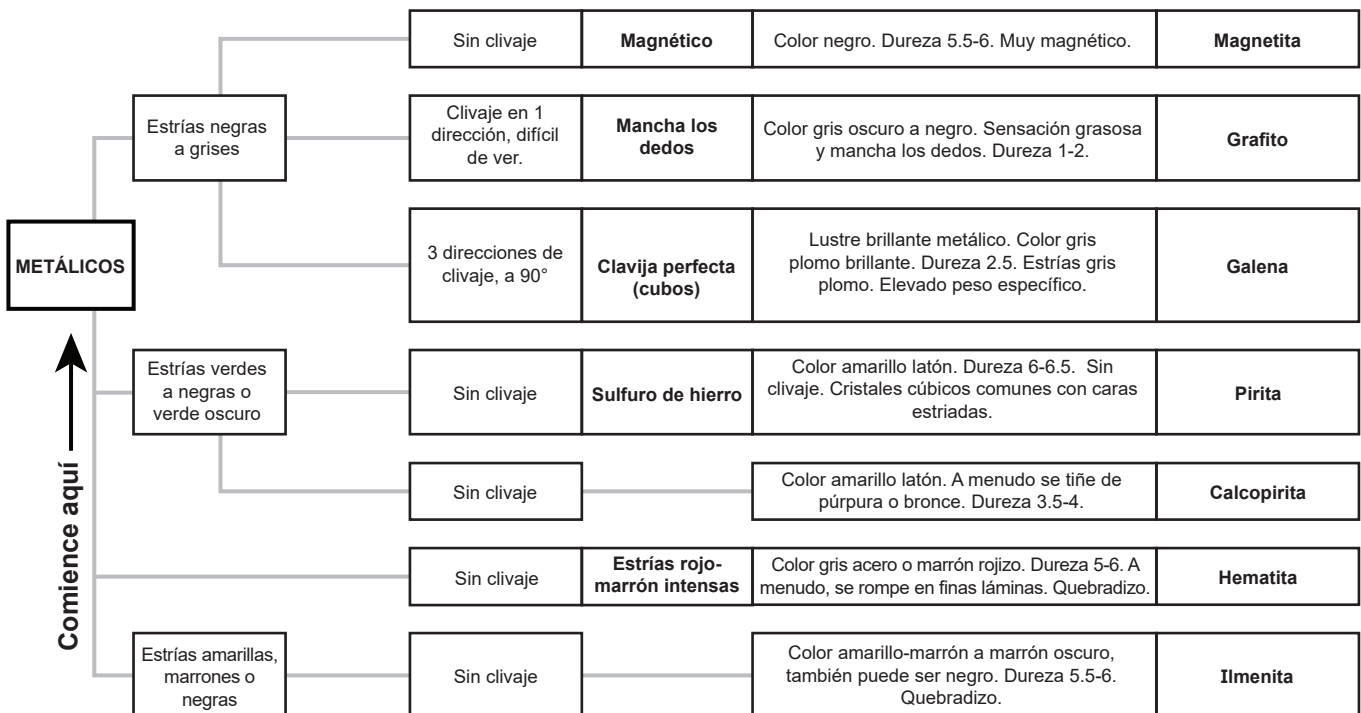 Sin clivaje
Magnético
Color negro. Dureza 5.5-6. Muy magnético.
Magnetita
Estrías negras
a grises
Clivaje en 1
dirección, difícil
de ver.
Mancha los
dedos
Color gris oscuro a negro. Sensación grasosa
y mancha los dedos. Dureza 1-2.
Grafito
METÁLICOS
3 direcciones de
clivaje, a 90°
Clavija perfecta
(cubos)
Lustre brillante metálico. Color gris
plomo brillante. Dureza 2.5. Estrías gris
plomo. Elevado peso específico.
Galena
Comience aquí
Estrías verdes
a negras o
verde oscuro
Sin clivaje
Sulfuro de hierro
Color amarillo latón. Dureza 6-6.5. Sin
clivaje. Cristales cúbicos comunes con caras
estriadas.
Pirita
Sin clivaje
Color amarillo latón. A menudo se tiñe de
púrpura o bronce. Dureza 3.5-4.
Calcopirita
Sin clivaje
Estrías rojo-
marrón intensas
Color gris acero o marrón rojizo. Dureza 5-6. A
menudo, se rompe en finas láminas. Quebradizo.
Hematita
Estrías amarillas,
marrones o
negras
Sin clivaje
Color amarillo-marrón a marrón oscuro,
también puede ser negro. Dureza 5.5-6.
Quebradizo.
Ilmenita